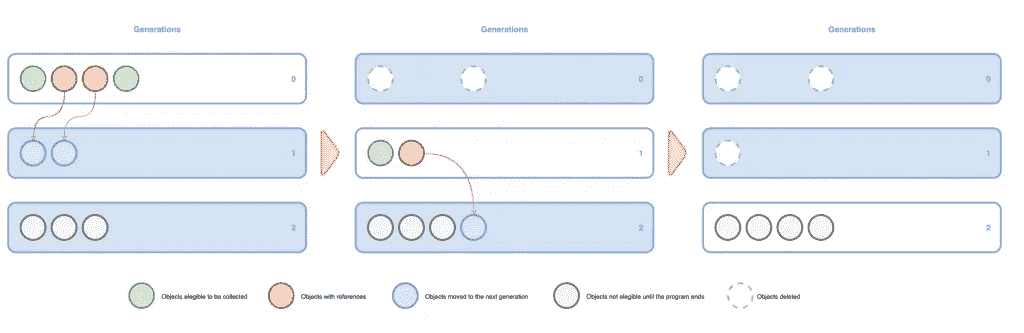 Generations
Generations
Generations
0
0
0
1
1
1
2
2
2
Objects elegible to be collected
Objects with references
Objects moved to the next generation
Objects not elegible until the program ends
Objects deleted